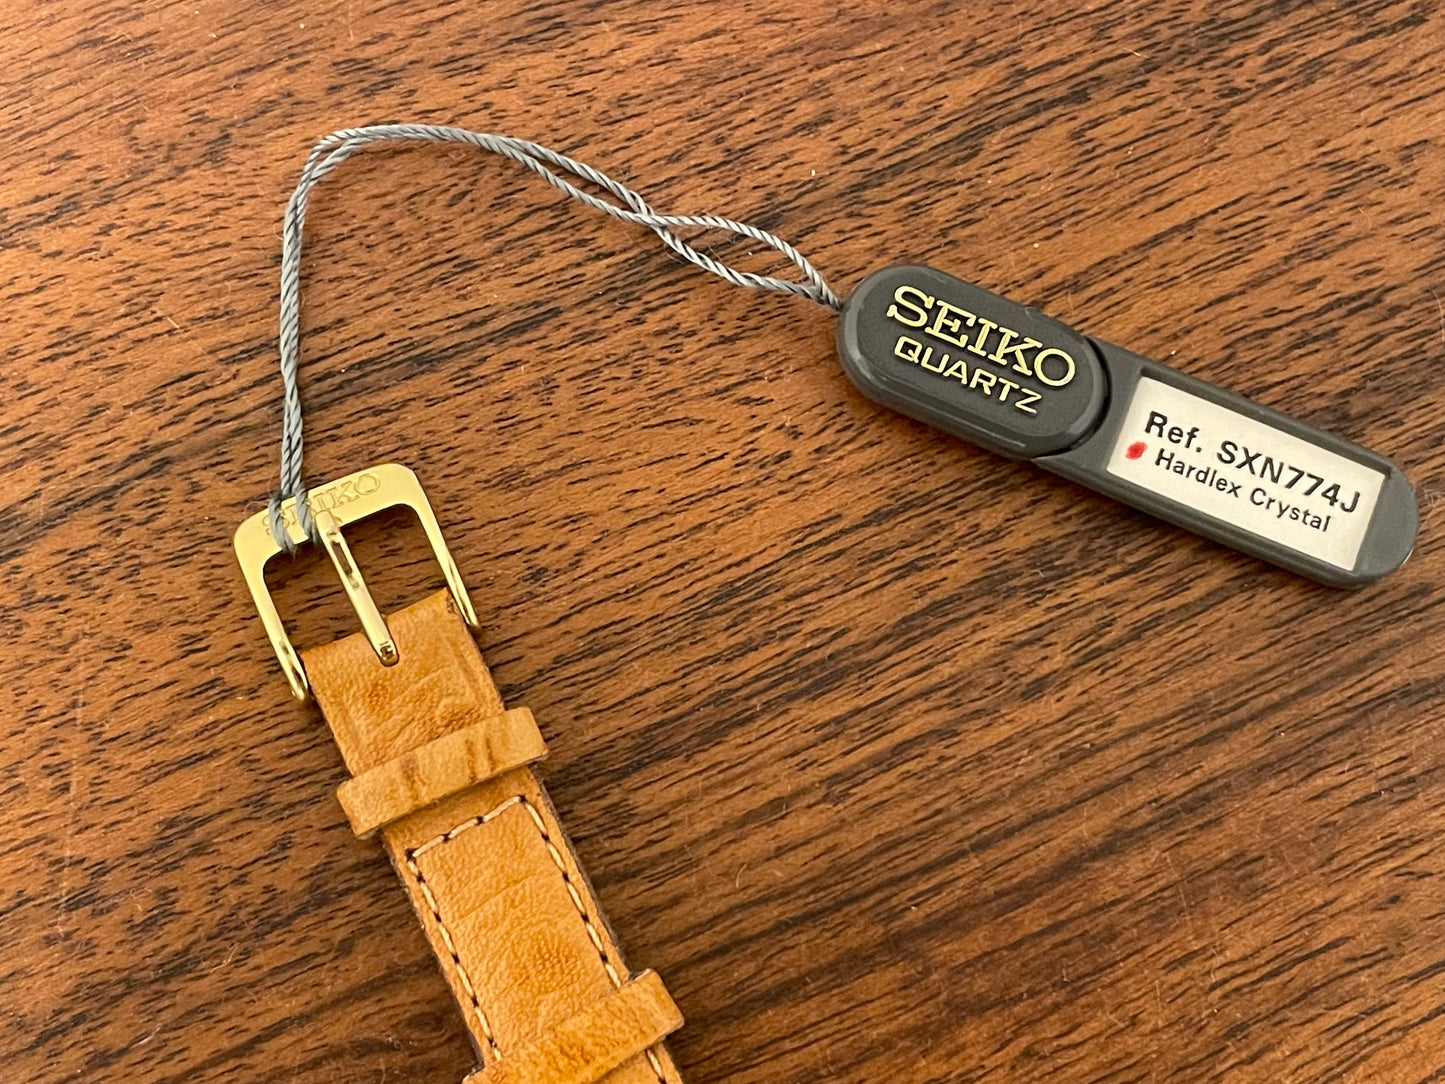 SEIKO
QUARTZ
Ref. SXN774J
Hardlex Crystal
SEIKO